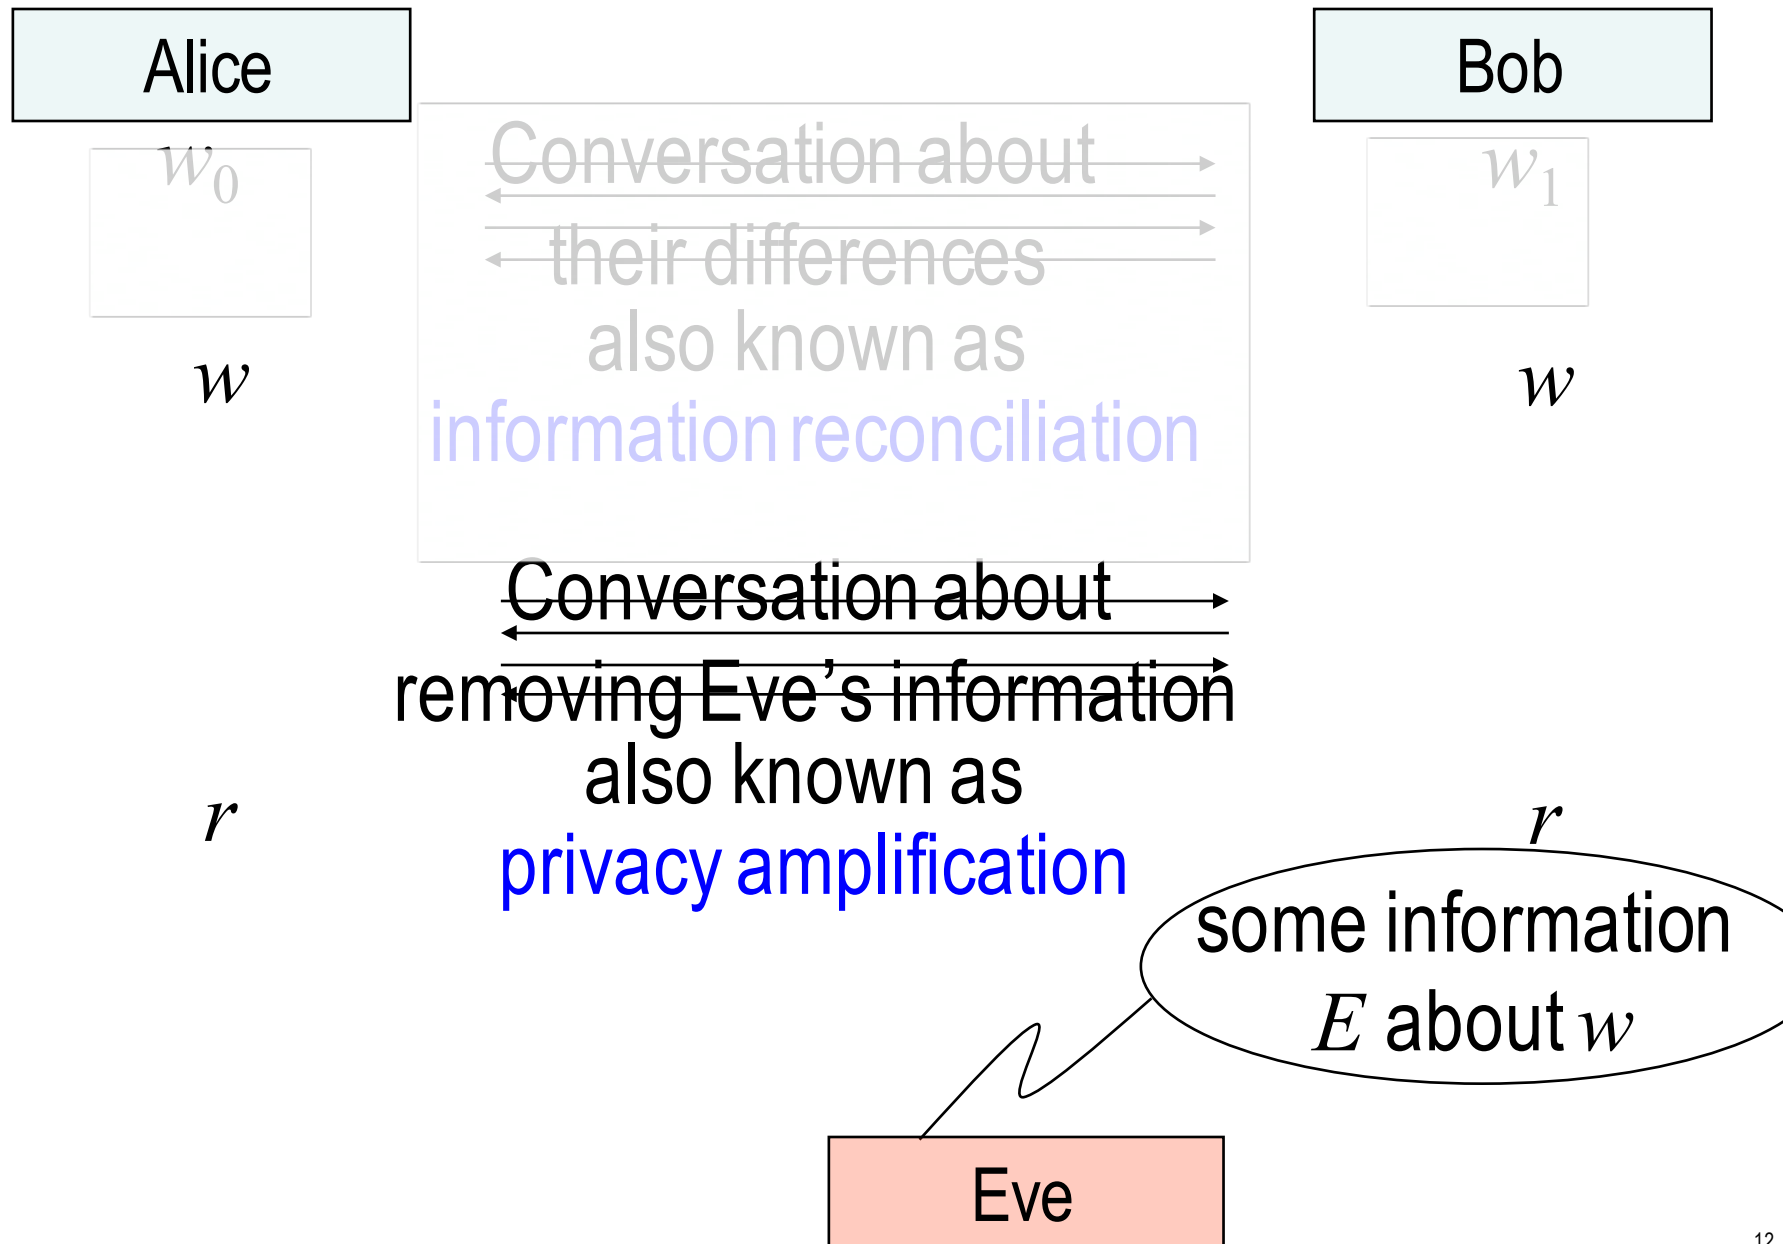 Alice
Bob
w₀
Conversation about
w₁
their differences
also known as
w
w
information reconciliation
Conversation about
removing Eve’s information
also known as
r
r
privacy amplification
some information
E about w
Eve
12